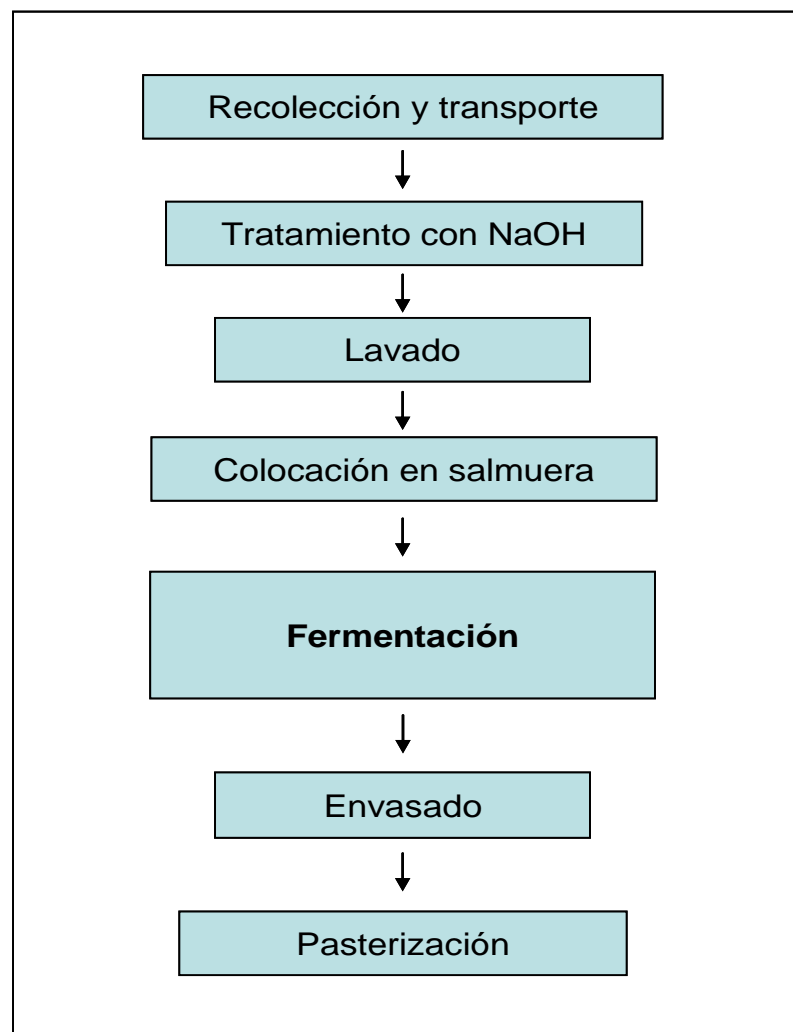 Recolección y transporte
Tratamiento con NaOH
Lavado
Colocación en salmuera
Fermentación
Envasado
Pasterización